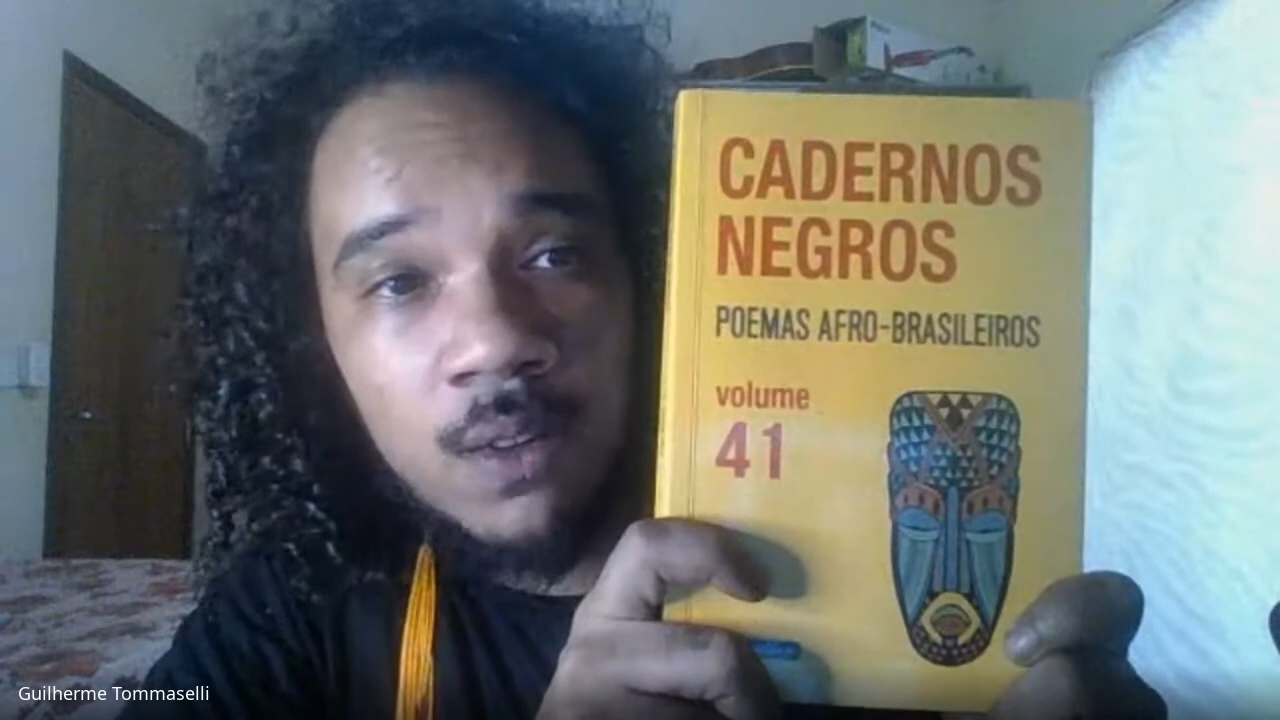 CADERNOS
NEGROS
POEMAS AFRO-BRASILEIROS
volume
41
Guilherme Tommaselli